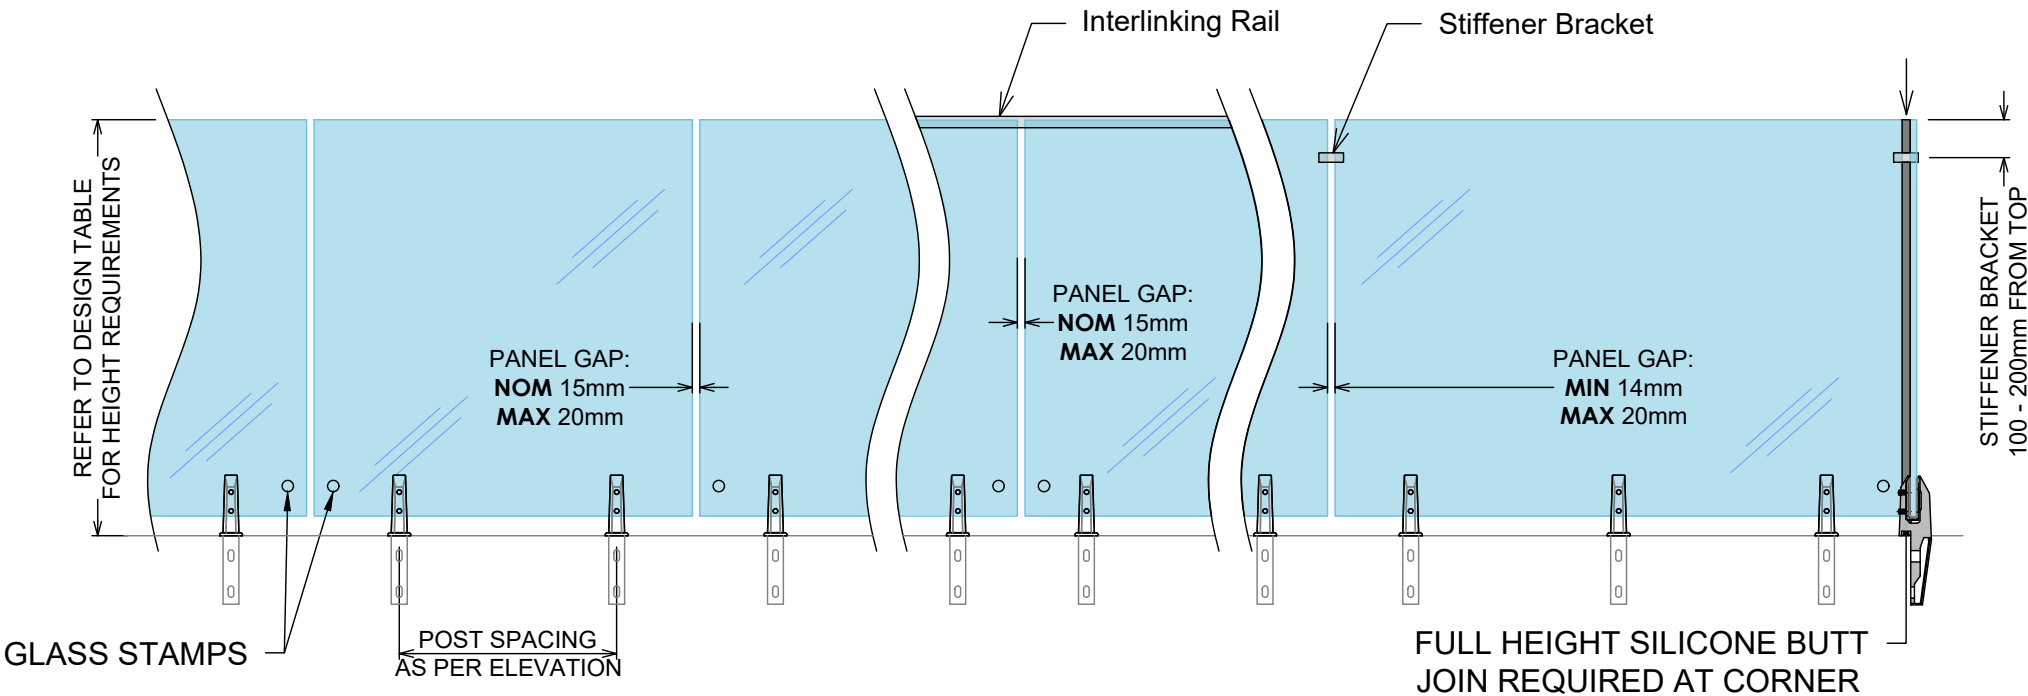 Interlinking Rail
Stiffener Bracket
REFER TO DESIGN TABLE
FOR HEIGHT REQUIREMENTS
PANEL GAP:
NOM 15mm
MAX 20mm
PANEL GAP:
NOM 15mm
MAX 20mm
PANEL GAP:
MIN 14mm
MAX 20mm
STIFFENER BRACKET
100 - 200mm FROM TOP
GLASS STAMPS
POST SPACING
AS PER ELEVATION
FULL HEIGHT SILICONE BUTT
JOIN REQUIRED AT CORNER